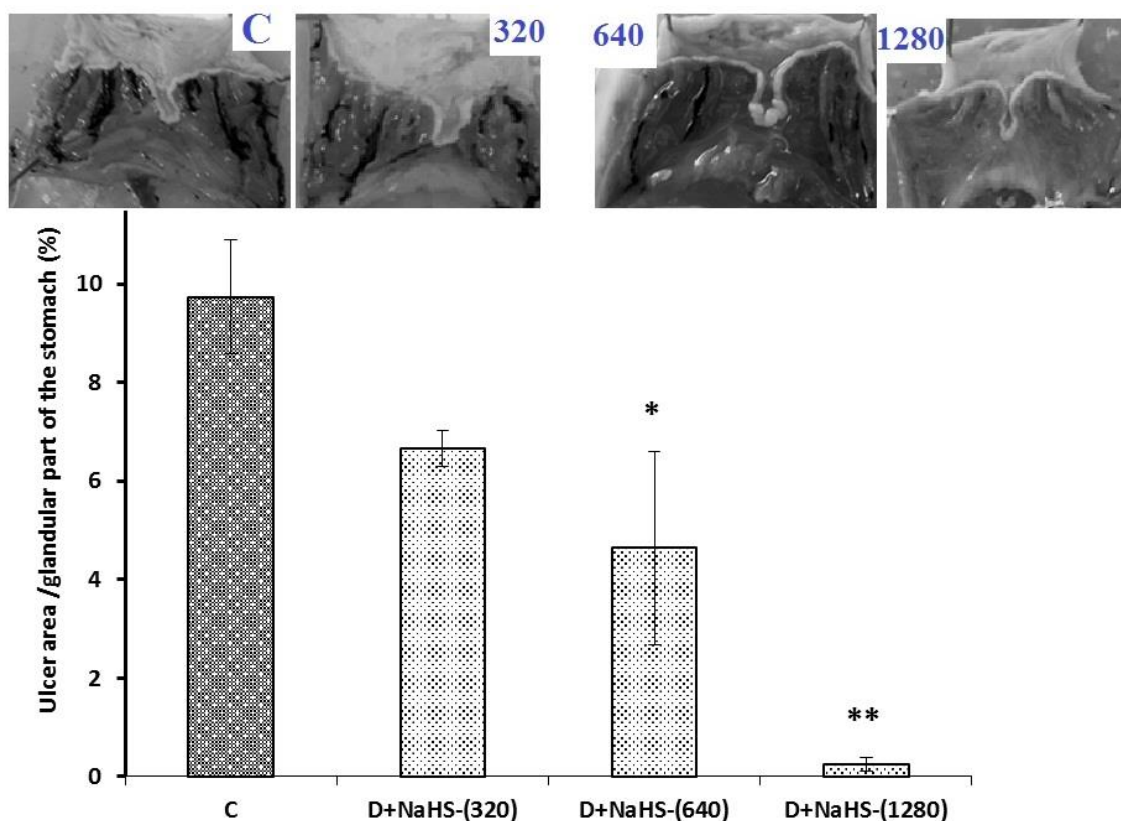 C
320
640
1280
Ulcer area /glandular part of the stomach (%)
10
8
6
4
2
0
*
**
C
D+NaHS-(320)
D+NaHS-(640)
D+NaHS-(1280)